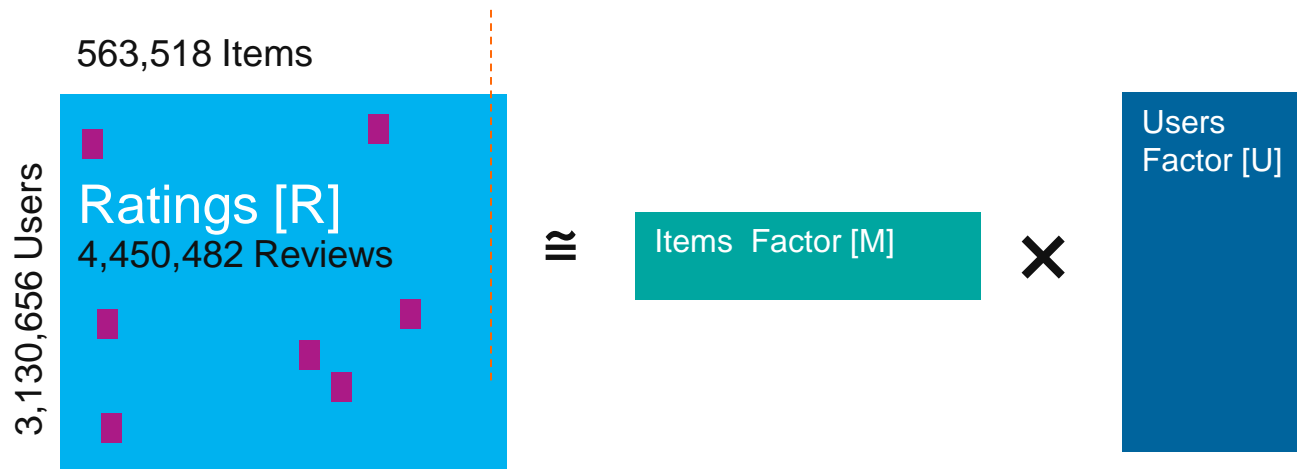 563,518 Items
3,130,656 Users
Ratings [R]
4,450,482 Reviews
≅
Items Factor [M]
×
Users
Factor [U]